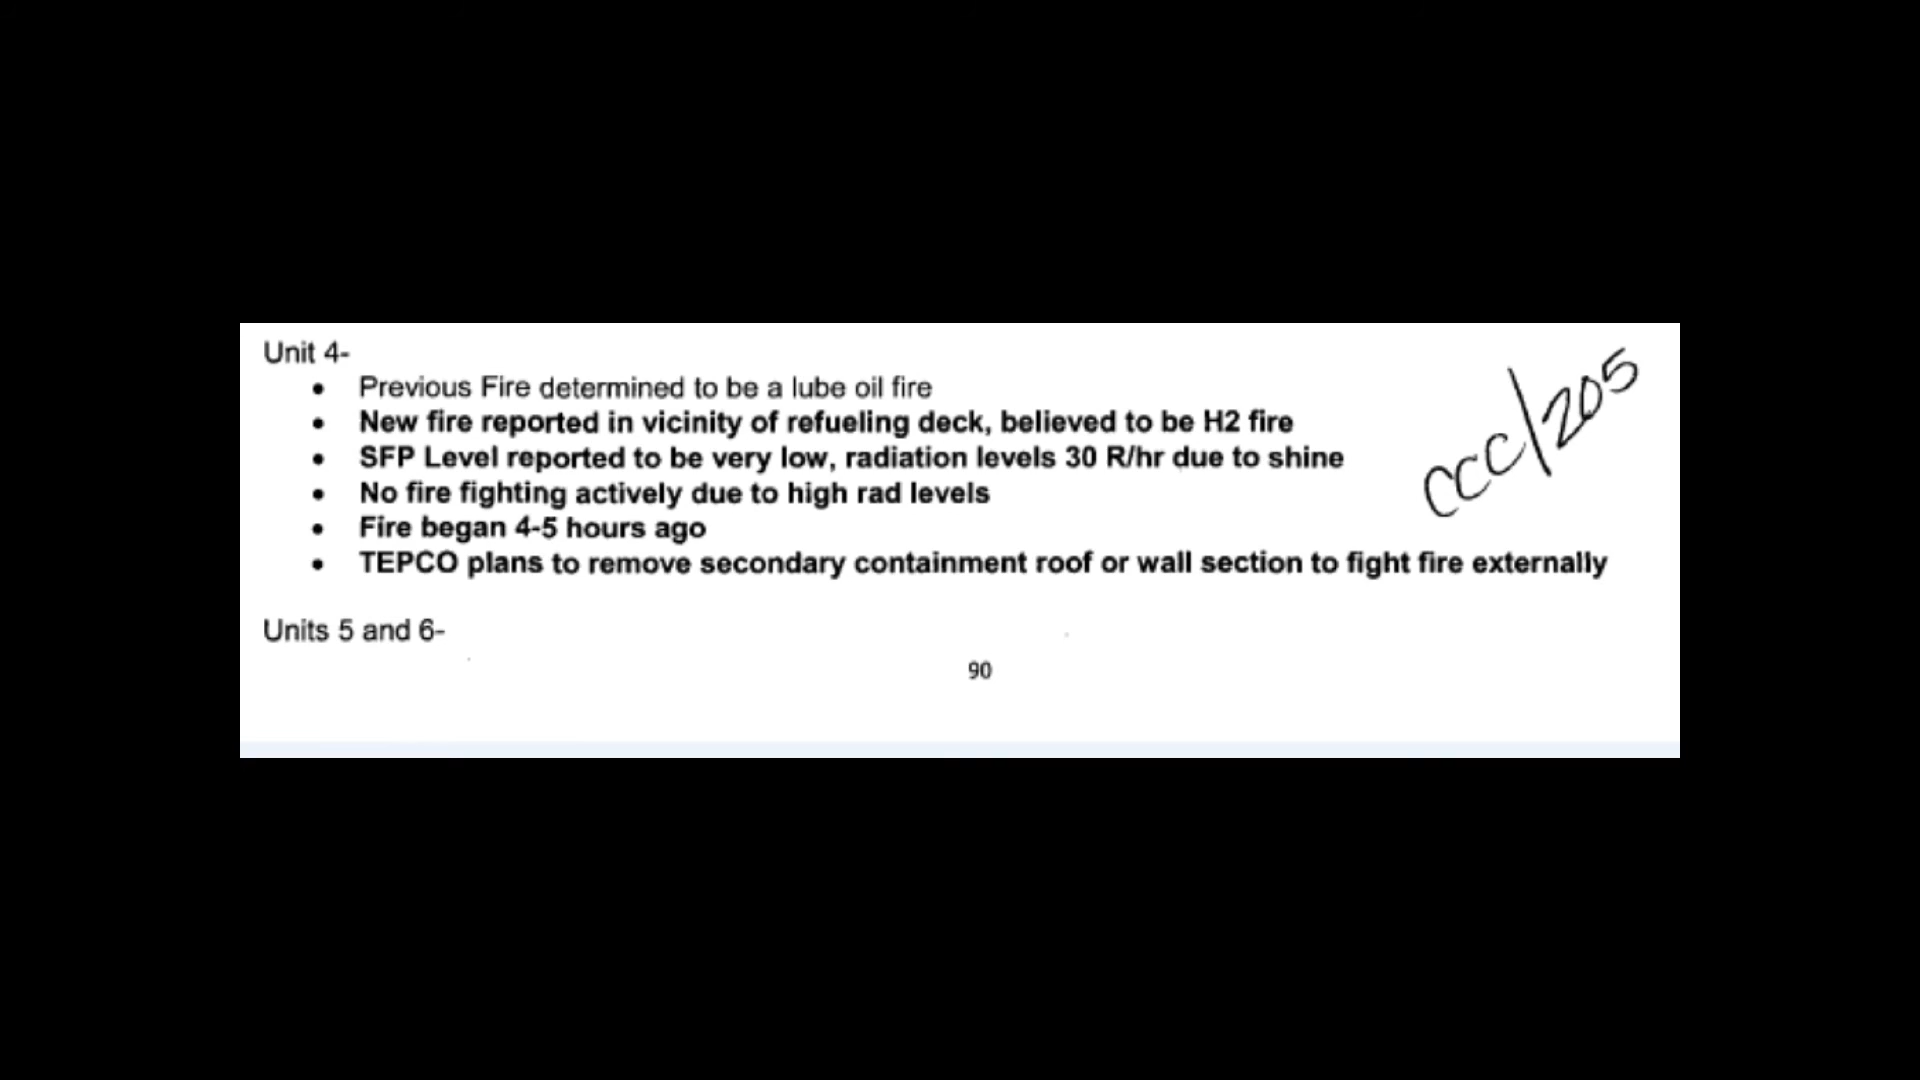 Unit 4-
• Previous Fire determined to be a lube oil fire
• New fire reported in vicinity of refueling deck, believed to be H2 fire
• SFP Level reported to be very low, radiation levels 30 R/hr due to shine
• No fire fighting actively due to high rad levels
• Fire began 4-5 hours ago
• TEPCO plans to remove secondary containment roof or wall section to fight fire externally
CCC/205
Units 5 and 6-
90